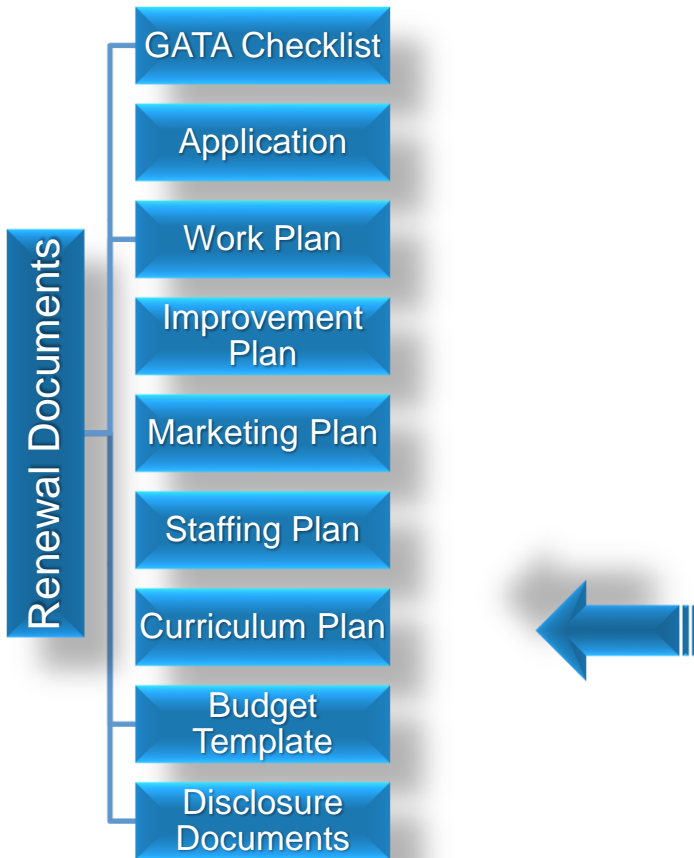 Renewal Documents
GATA Checklist
Application
Work Plan
Improvement
Plan
Marketing Plan
Staffing Plan
Curriculum Plan
Budget
Template
Disclosure
Documents